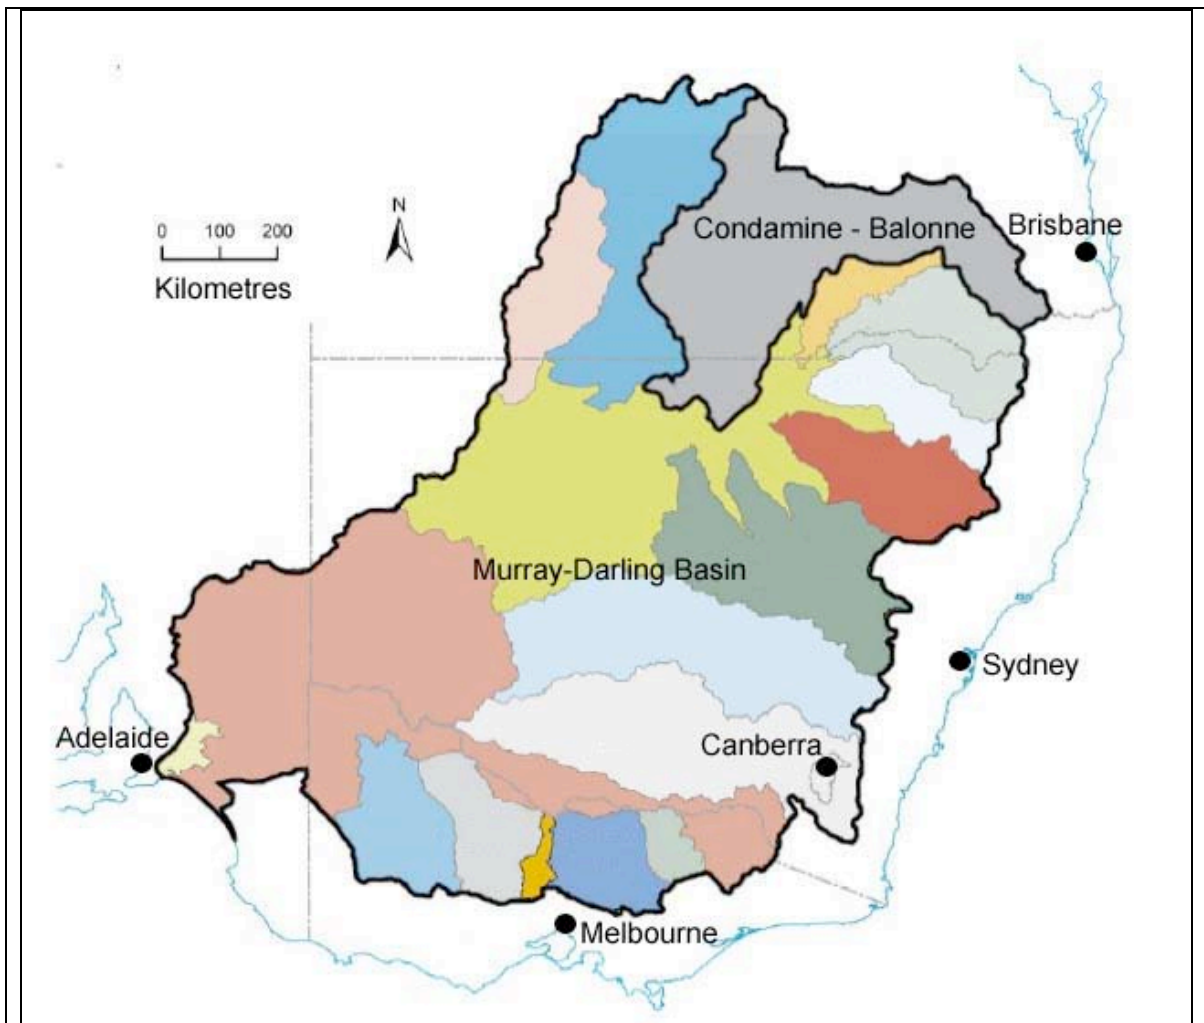 N
0 100 200
Kilometres
Condamine - Balonne
Brisbane
Murray-Darling Basin
Sydney
Adelaide
Canberra
Melbourne